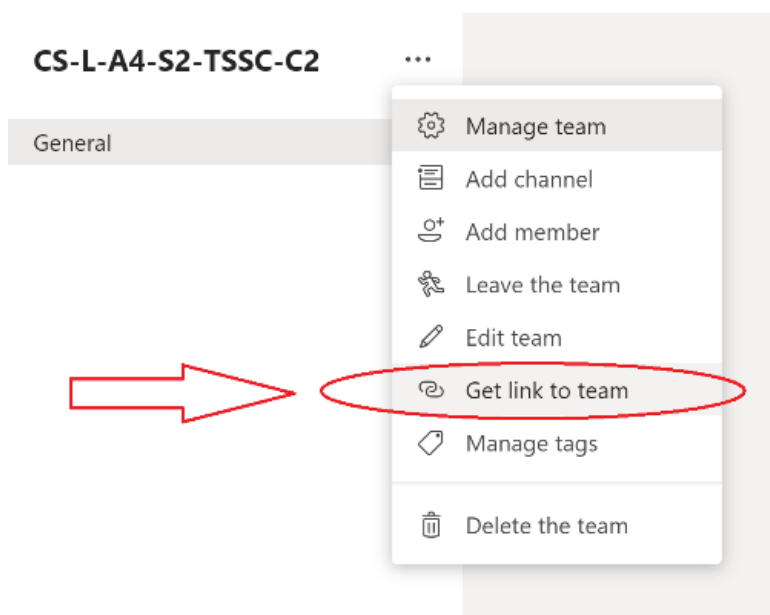 CS-L-A4-S2-TSSC-C2 ...
General
Manage team
Add channel
Add member
Leave the team
Edit team
Get link to team
Manage tags
Delete the team